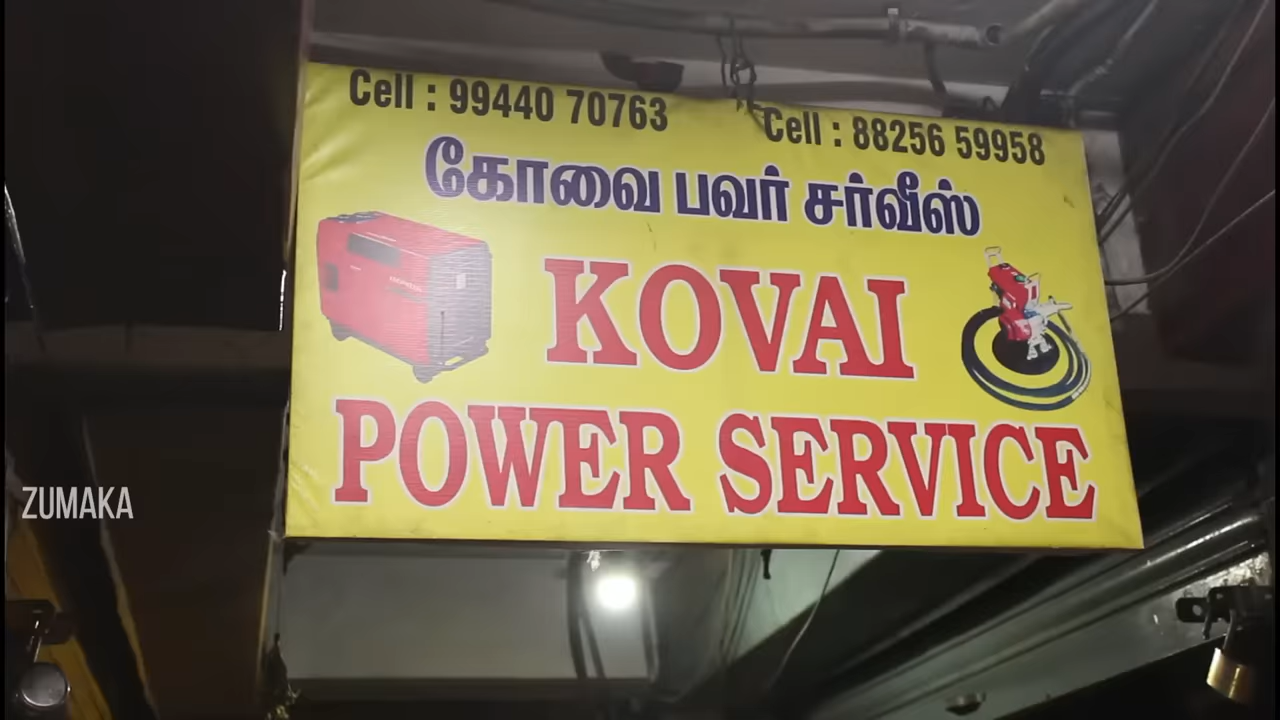 Cell : 99440 70763 Cell : 88256 59958
கோவை பவர் சர்வீஸ்
KOVAI
POWER SERVICE
ZUMAKA